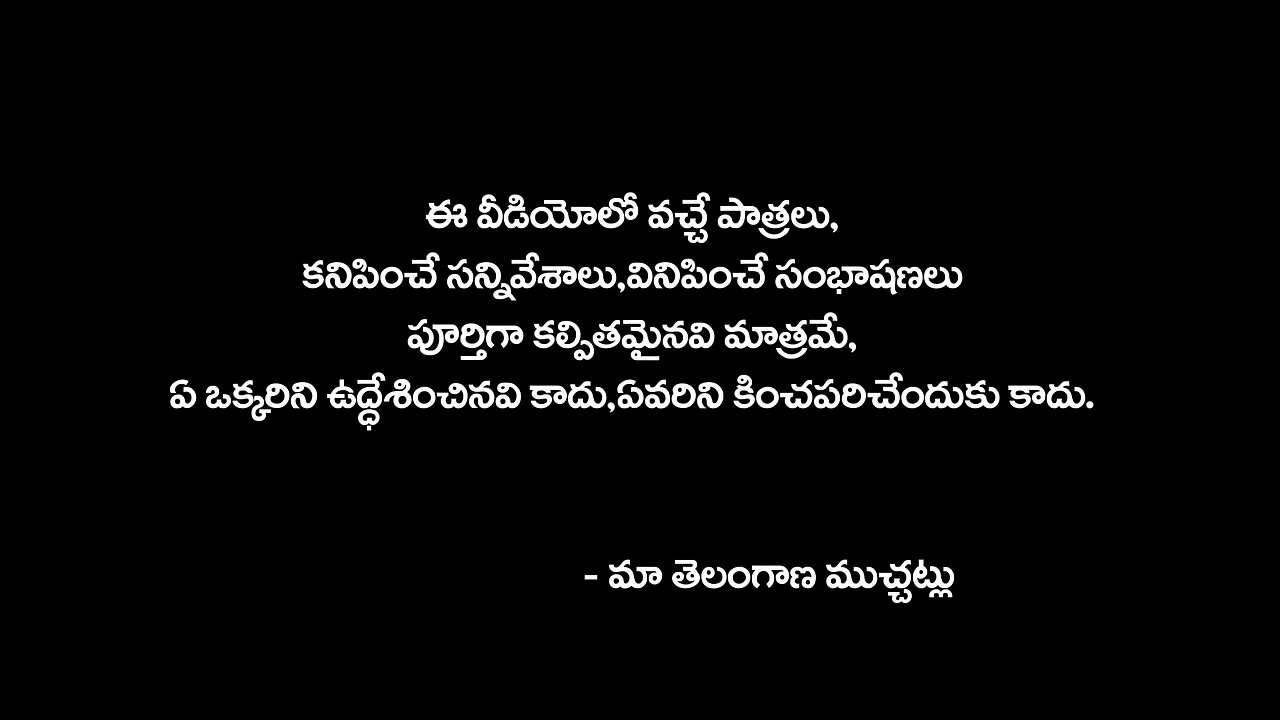 ఈ వీడియోలో వచ్చే పాత్రలు,
కనిపించే సన్నివేశాలు,వినిపించే సంభాషణలు
పూర్తిగా కల్పితమైనవి మాత్రమే,
ఏ ఒక్కరిని ఉద్ధేశించినవి కాదు,ఏవరిని కించపరిచేందుకు కాదు.
- మా తెలంగాణ ముచ్చట్లు